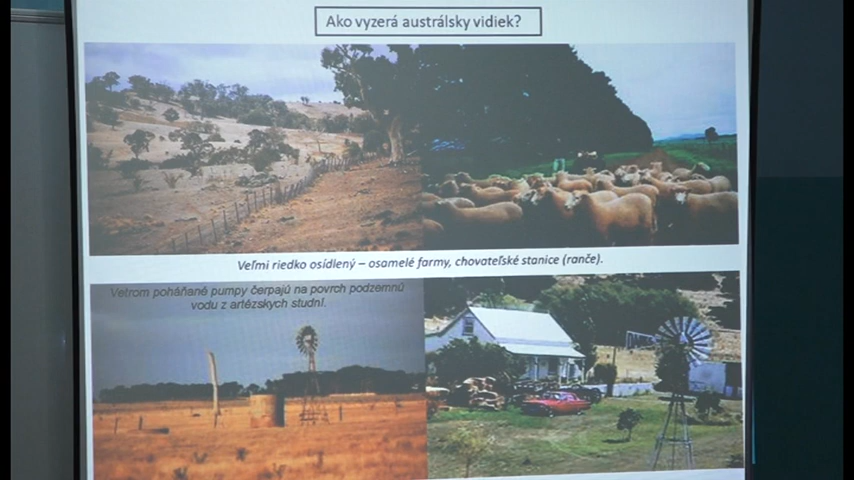 Ako vyzerá austrálsky vidiek?
Veľmi riedko osídlený – osamelé farmy, chovateľské stanice (ranče).
Vetrom poháňané pumpy čerpajú na povrch podzemnú
vodu z artézskych studní.